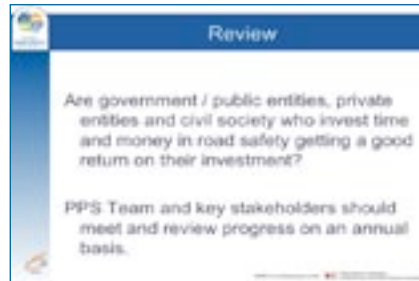 Review
Are government / public entities, private
entities and civil society who invest time
and money in road safety getting a good
return on their investment?
PPS Team and key stakeholders should
meet and review progress on an annual
basis.